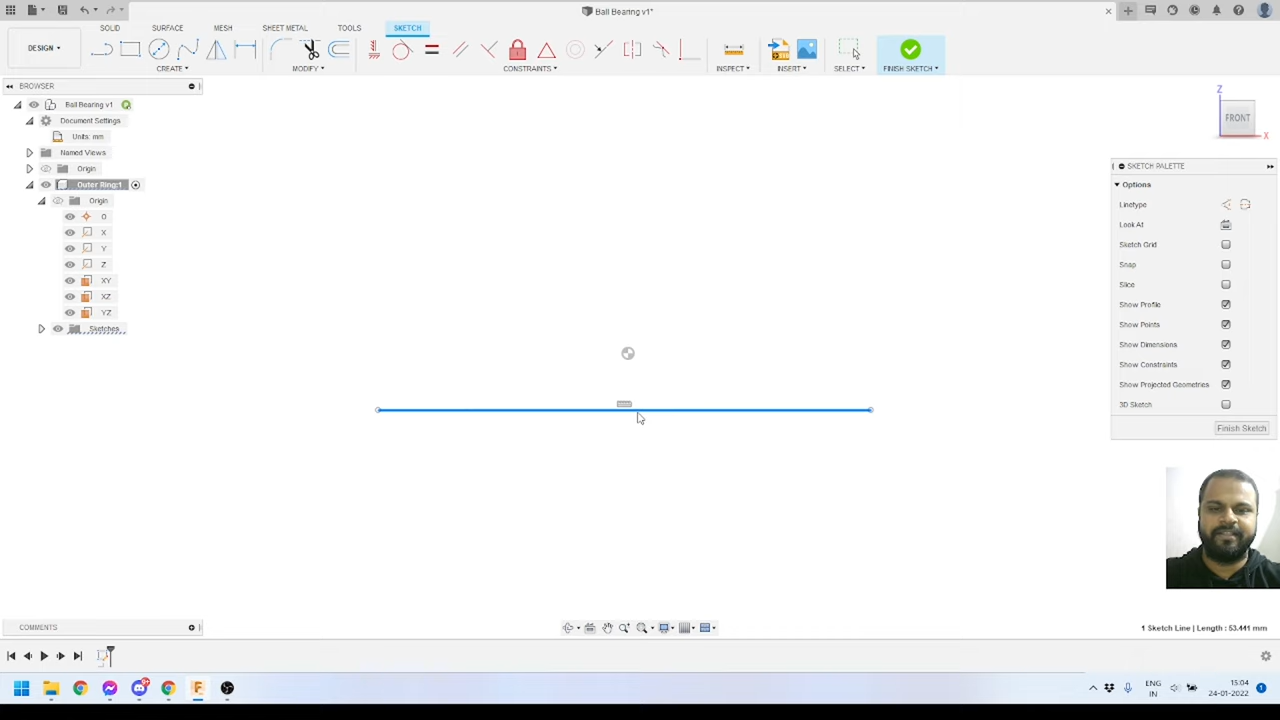 Ball Bearing v1*
SOLID SURFACE MESH SHEET METAL TOOLS SKETCH
DESIGN
CREATE MODIFY CONSTRAINTS INSPECT INSERT SELECT FINISH SKETCH
BROWSER
Ball Bearing v1
Document Settings
Units: mm
Named Views
Origin
Outer Ring:1
Origin
O
X
Y
Z
XY
XZ
YZ
Sketches
Z
FRONT
X
SKETCH PALETTE
Options
Linetype
Look At
Sketch Grid
Snap
Slice
Show Profile
Show Points
Show Dimensions
Show Constraints
Show Projected Geometries
3D Sketch
Finish Sketch
COMMENTS
1 Sketch Line | Length : 53.441 mm
9+
F
ENG
IN
15:04
24-01-2022
1